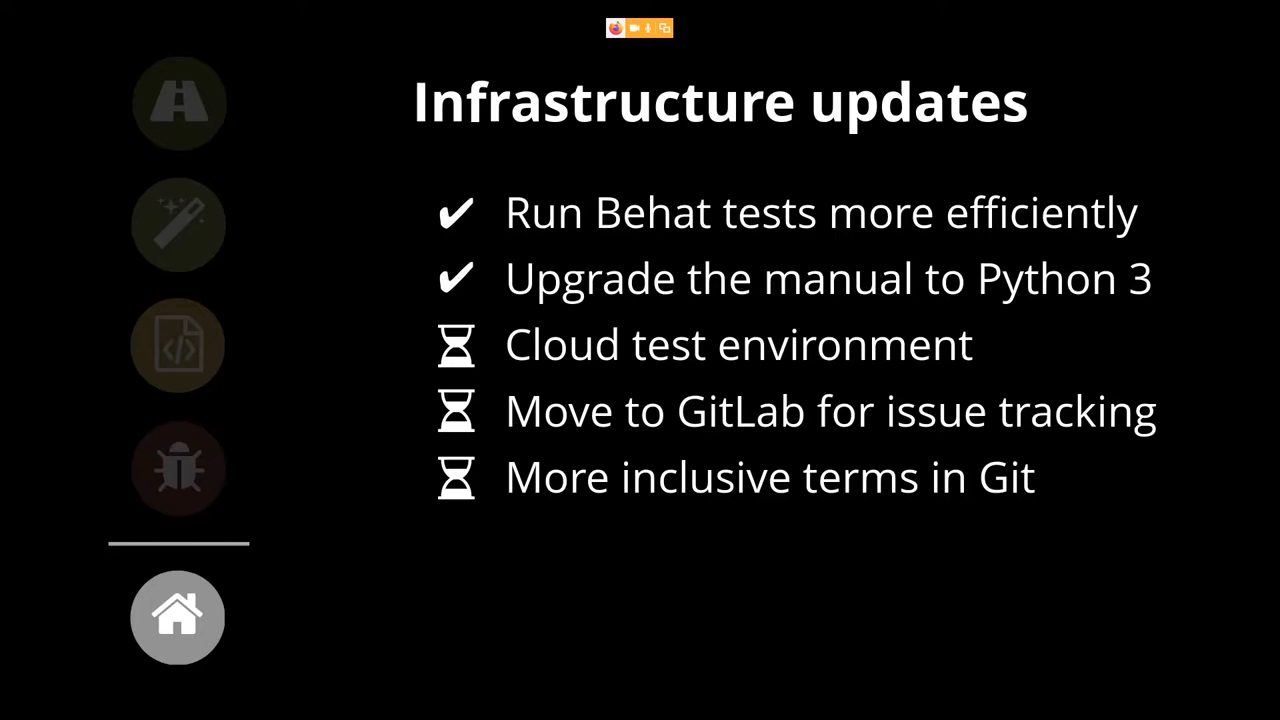 Infrastructure updates
✔ Run Behat tests more efficiently
✔ Upgrade the manual to Python 3
Cloud test environment
Move to GitLab for issue tracking
More inclusive terms in Git